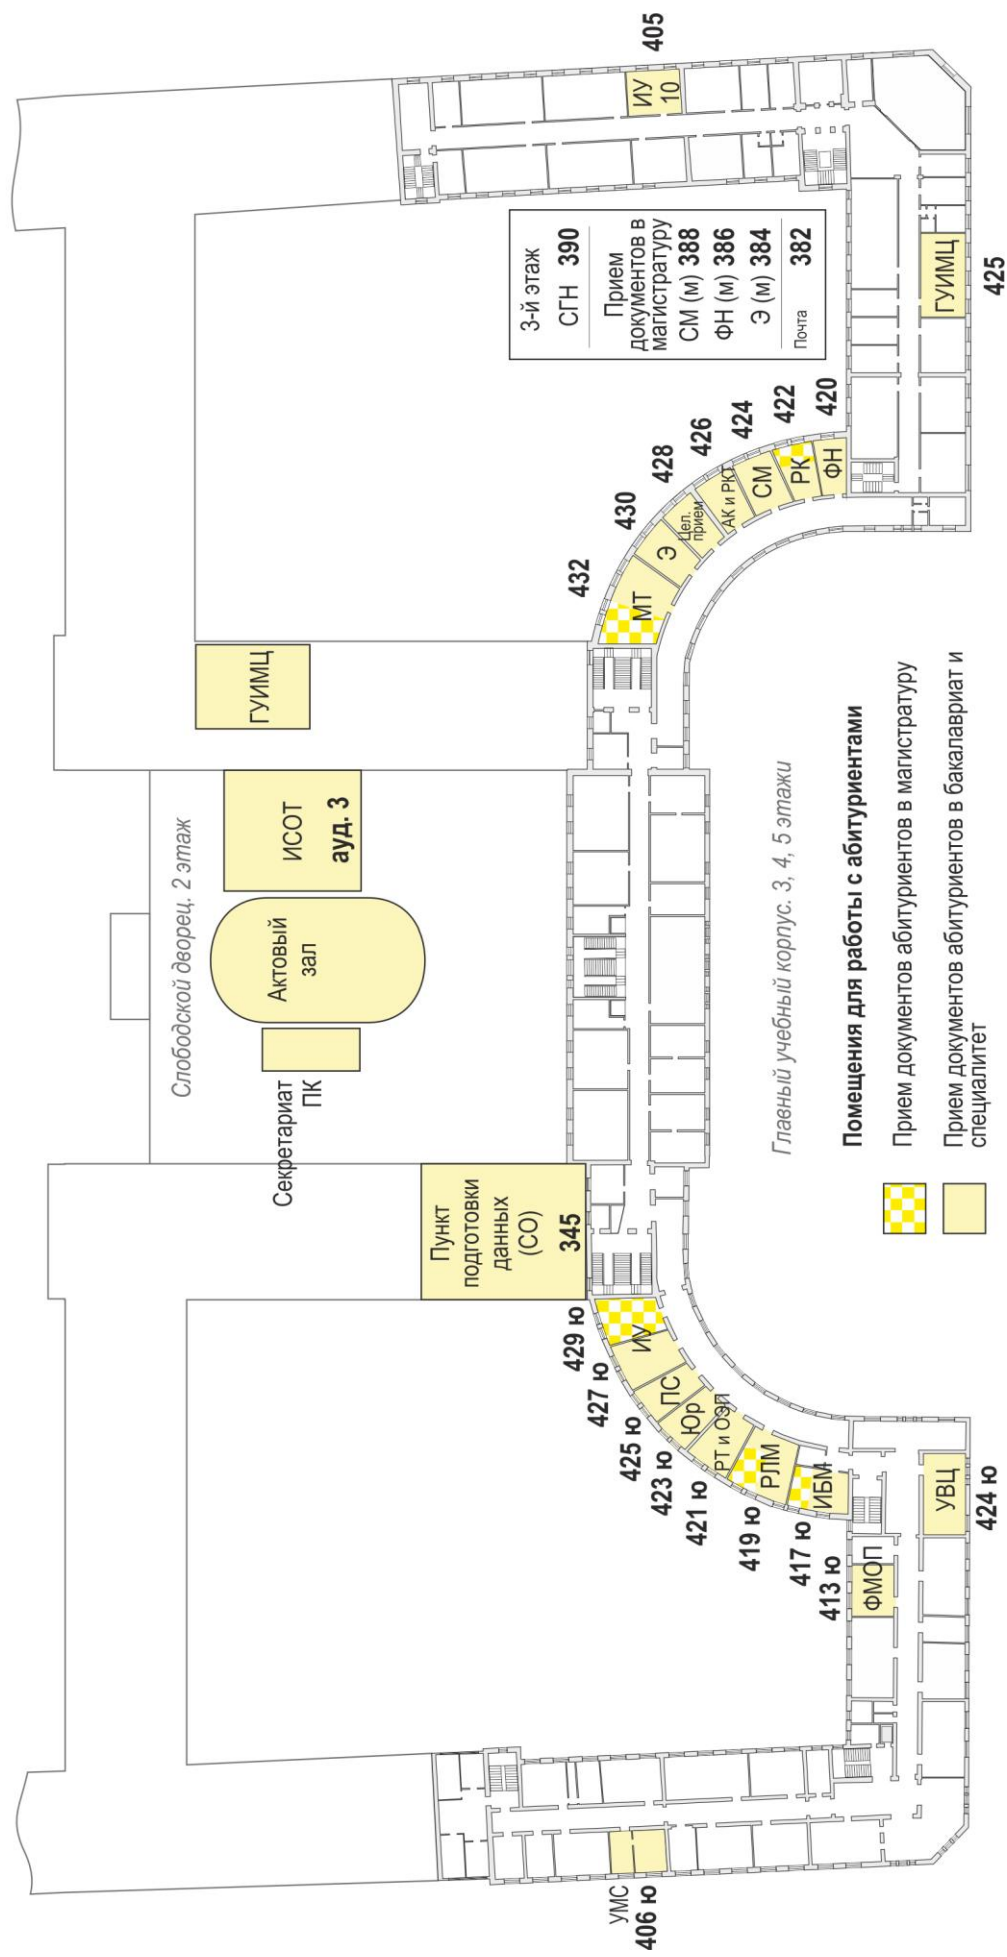 Слободской дворец. 2 этаж
Секретариат
ПК
Актовый
зал
ИСОТ
ауд. 3
ГУИМЦ
Пункт
подготовки
данных
(СО)
345
УМС
406 ю
413 ю
ФМОП
417 ю
ИБМ
419 ю
РЛМ
421 ю
РТ и ОЭП
423 ю
Юр
425 ю
ПС
427 ю
429 ю
ИУ
УВЦ
424 ю
432
МТ
430
Э
428
Цел.
прием
426
АК и РКТ
424
СМ
422
РК
420
ФН
3-й этаж
СГН 390
Прием
документов в
магистратуру
СМ (м) 388
ФН (м) 386
Э (м) 384
Почта 382
ИУ
10
405
ГУИМЦ
425
Главный учебный корпус. 3, 4, 5 этажи
Помещения для работы с абитуриентами
Прием документов абитуриентов в магистратуру
Прием документов абитуриентов в бакалавриат и
специалитет